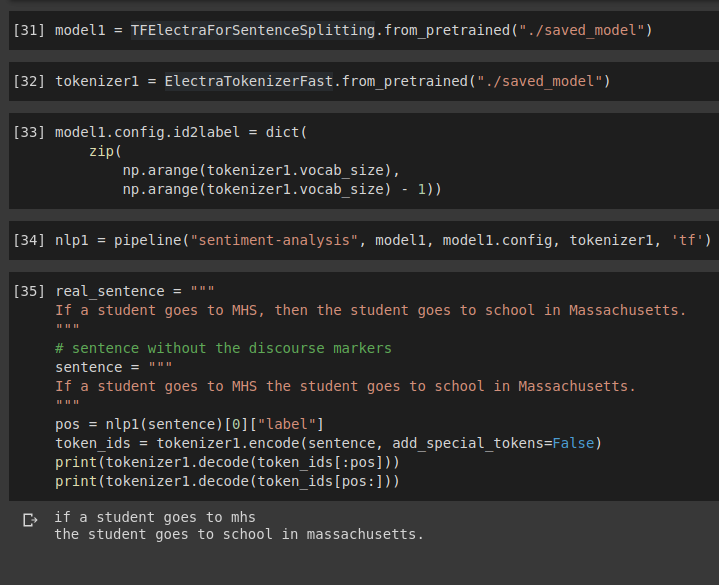 [31] model1 = TFElectraForSentenceSplitting.from_pretrained("./saved_model")
[32] tokenizer1 = ElectraTokenizerFast.from_pretrained("./saved_model")
[33] model1.config.id2label = dict(
zip(
np.arange(tokenizer1.vocab_size),
np.arange(tokenizer1.vocab_size) - 1))
[34] nlp1 = pipeline("sentiment-analysis", model1, model1.config, tokenizer1, 'tf')
[35] real_sentence = """
If a student goes to MHS, then the student goes to school in Massachusetts.
"""
# sentence without the discourse markers
sentence = """
If a student goes to MHS the student goes to school in Massachusetts.
"""
pos = nlp1(sentence)[0]["label"]
token_ids = tokenizer1.encode(sentence, add_special_tokens=False)
print(tokenizer1.decode(token_ids[:pos]))
print(tokenizer1.decode(token_ids[pos:]))
if a student goes to mhs
the student goes to school in massachusetts.